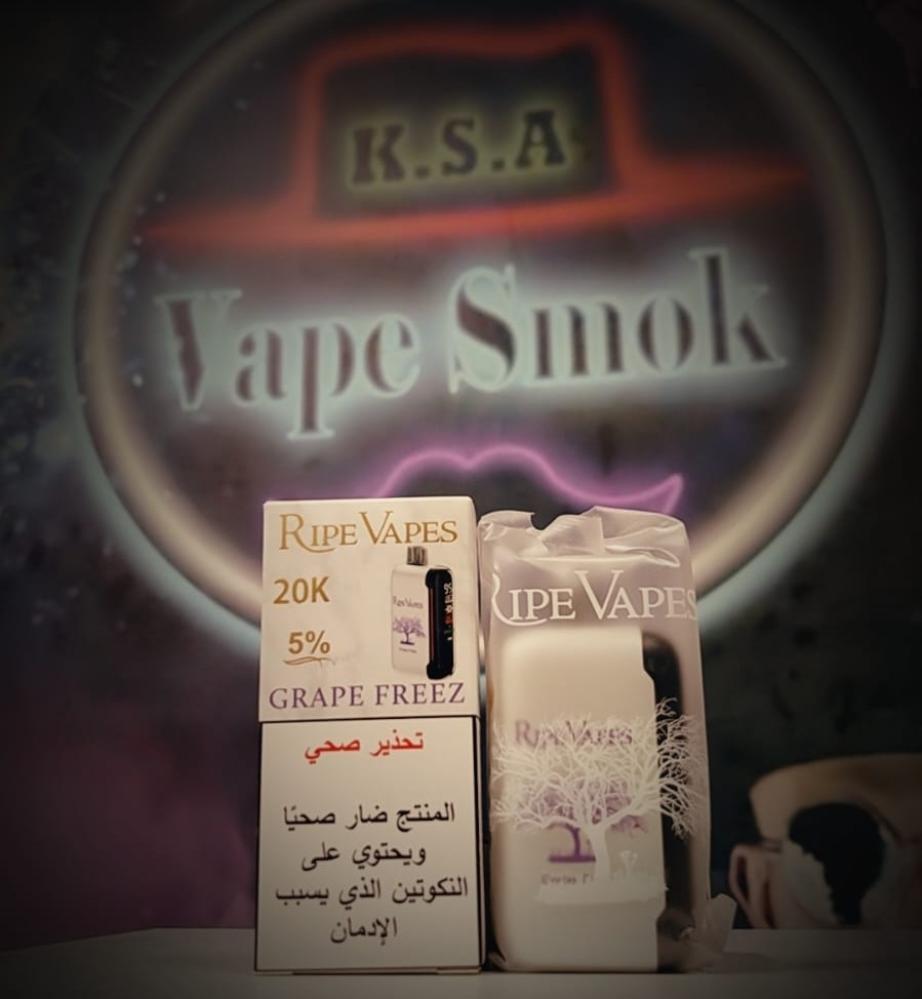 K.S.A
Vape Smok
RIPE VAPES
20K
5%
GRAPE FREEZ
تحذير صحي
المنتج ضار صحيًا
ويحتوي على
النكوتين الذي يسبب
الإدمان
RIPE VAPES
RIPE VAPES